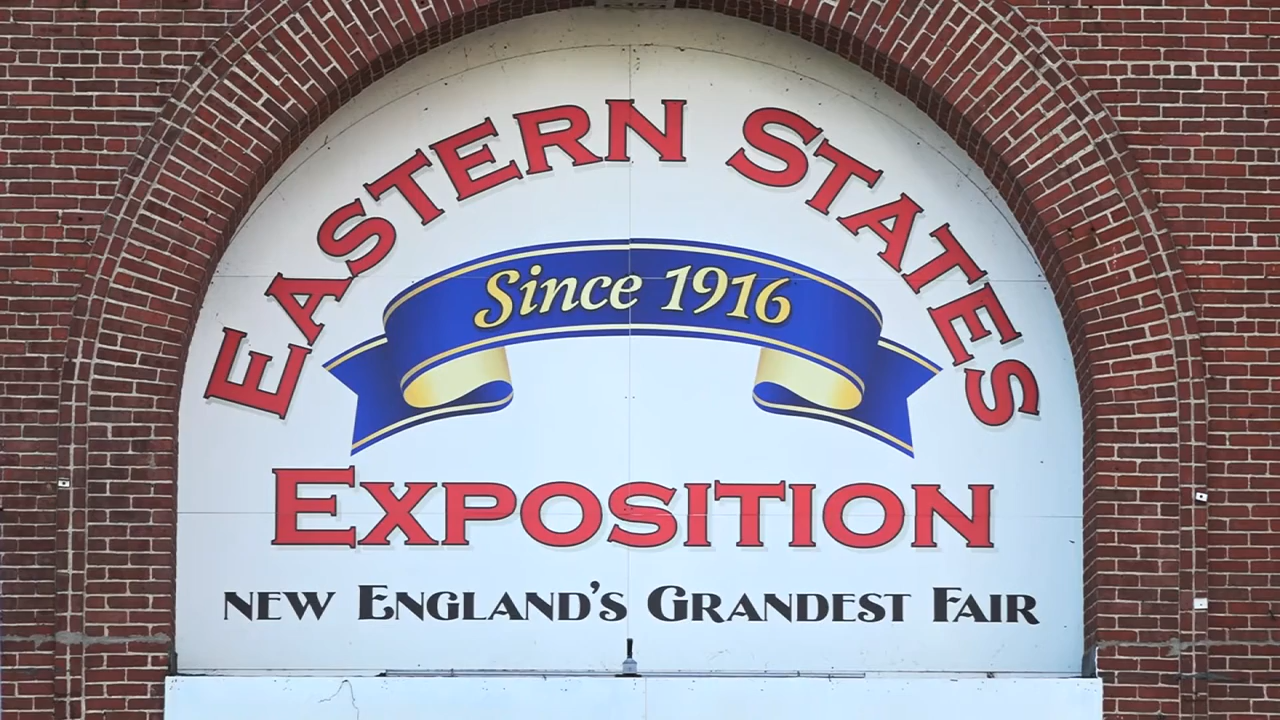 EASTERN STATES
Since 1916
EXPOSITION
NEW ENGLAND'S GRANDEST FAIR